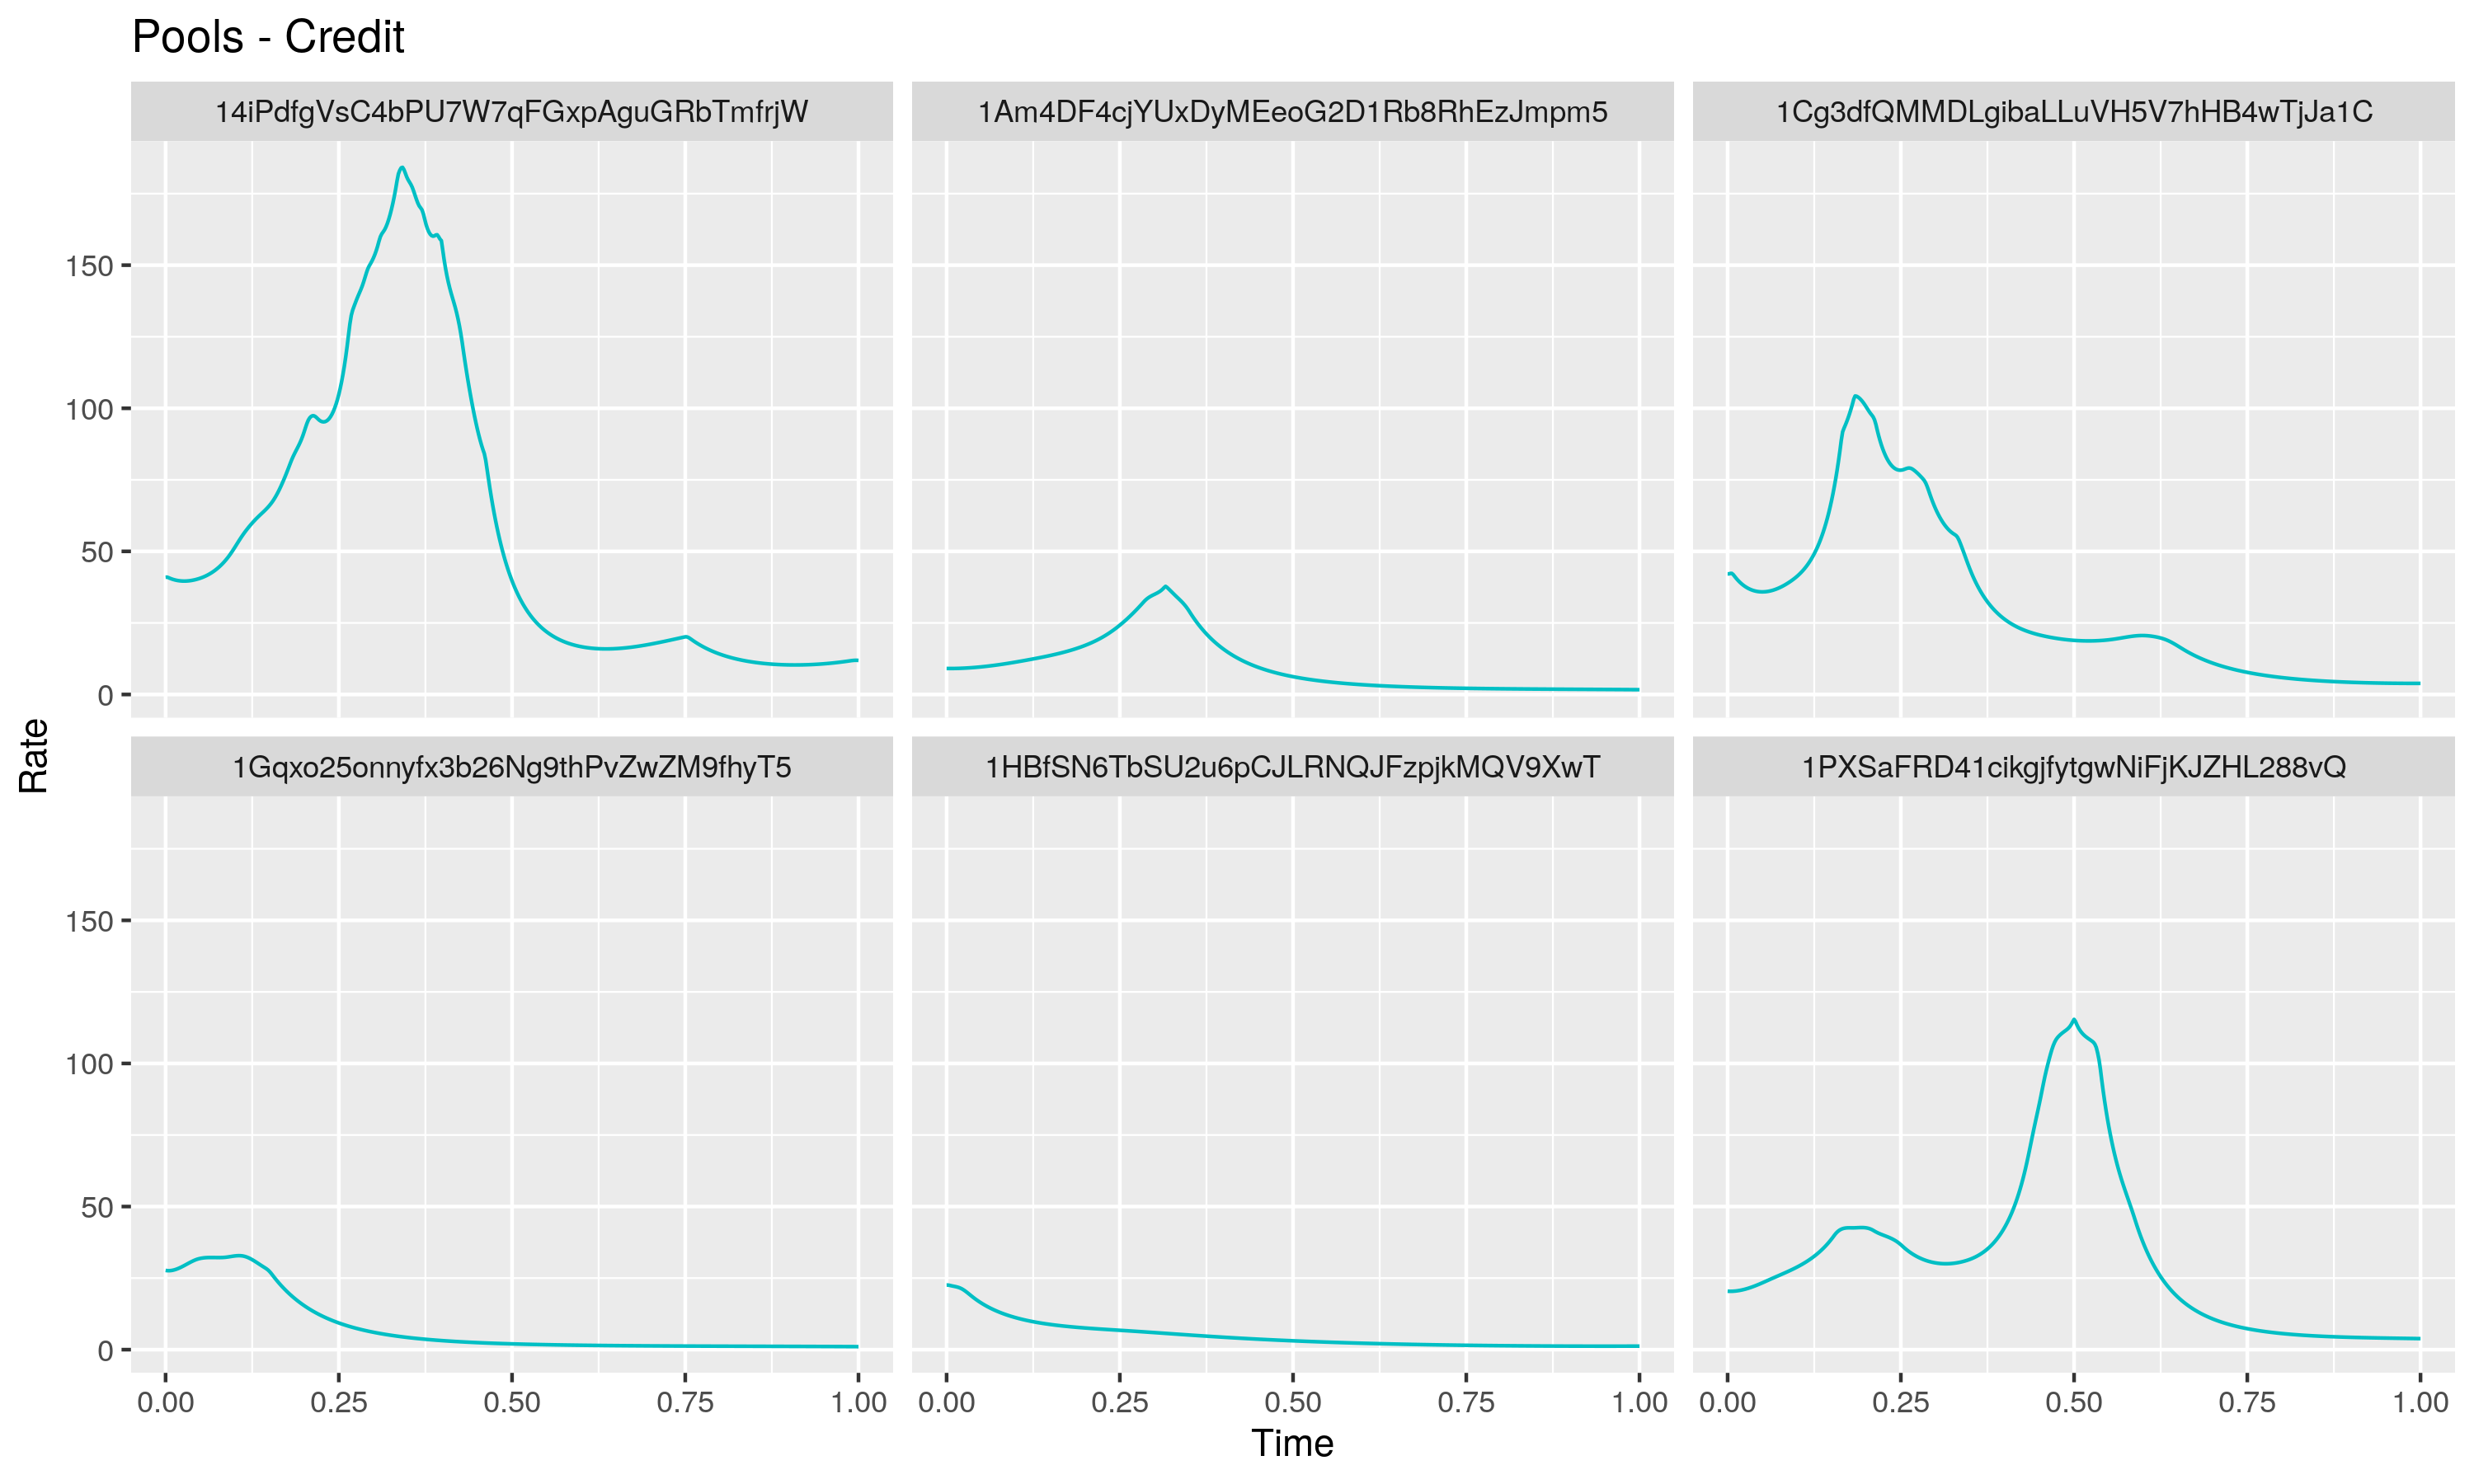 Pools - Credit
14iPdfgVsC4bPU7W7qFGxpAguGRbTmfrjW
1Am4DF4cjYUxDyMEeoG2D1Rb8RhEzJmpm5
1Cg3dfQMMDLgibaLLuVH5V7hHB4wTjJa1C
150
100
50
0
Rate
1Gqxo25onnyfx3b26Ng9thPvZwZM9fhyT5
1HBfSN6TbSU2u6pCJLRNQJFzpjkMQV9XwT
1PXSaFRD41cikgjfytgwNiFjKJZHL288vQ
150
100
50
0
0.00 0.25 0.50 0.75 1.00 0.00 0.25 0.50 0.75 1.00 0.00 0.25 0.50 0.75 1.00
Time